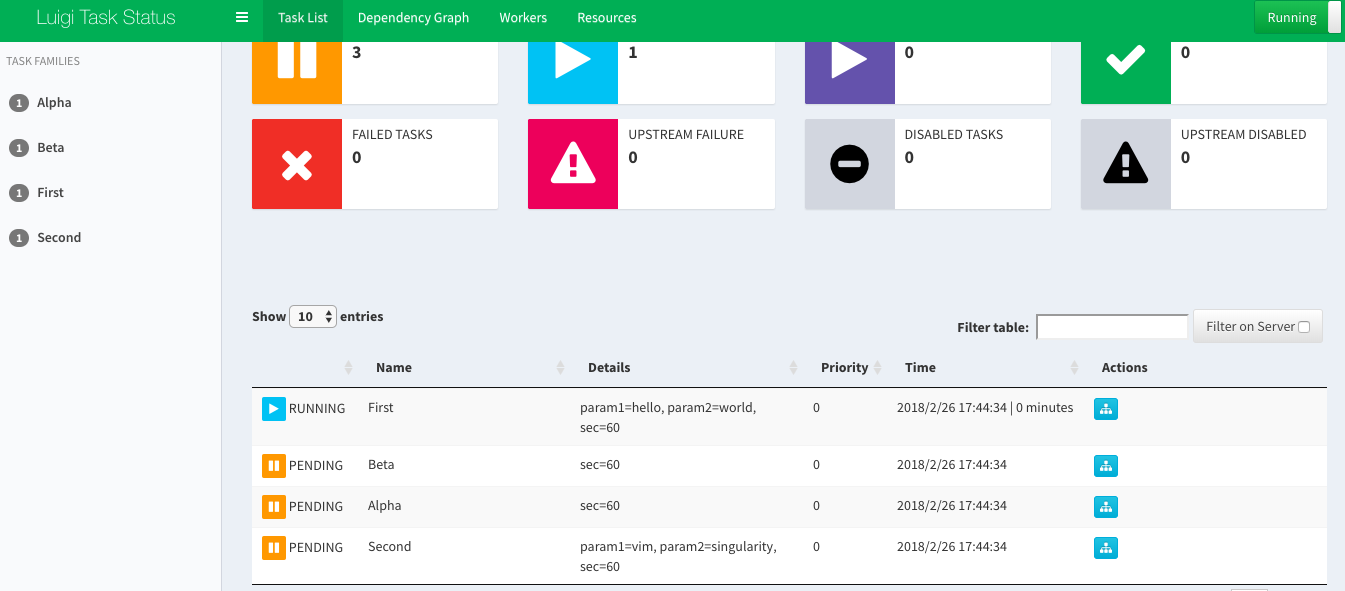 Luigi Task Status
Task List
Dependency Graph
Workers
Resources
Running
TASK FAMILIES
1 Alpha
1 Beta
1 First
1 Second
3
1
0
0
FAILED TASKS
0
UPSTREAM FAILURE
0
DISABLED TASKS
0
UPSTREAM DISABLED
0
Show 10 entries
Filter table:
Filter on Server
Name Details Priority Time Actions
RUNNING First param1=hello, param2=world, 0 2018/2/26 17:44:34 | 0 minutes
sec=60
PENDING Beta sec=60 0 2018/2/26 17:44:34
PENDING Alpha sec=60 0 2018/2/26 17:44:34
PENDING Second param1=vim, param2=singularity, 0 2018/2/26 17:44:34
sec=60